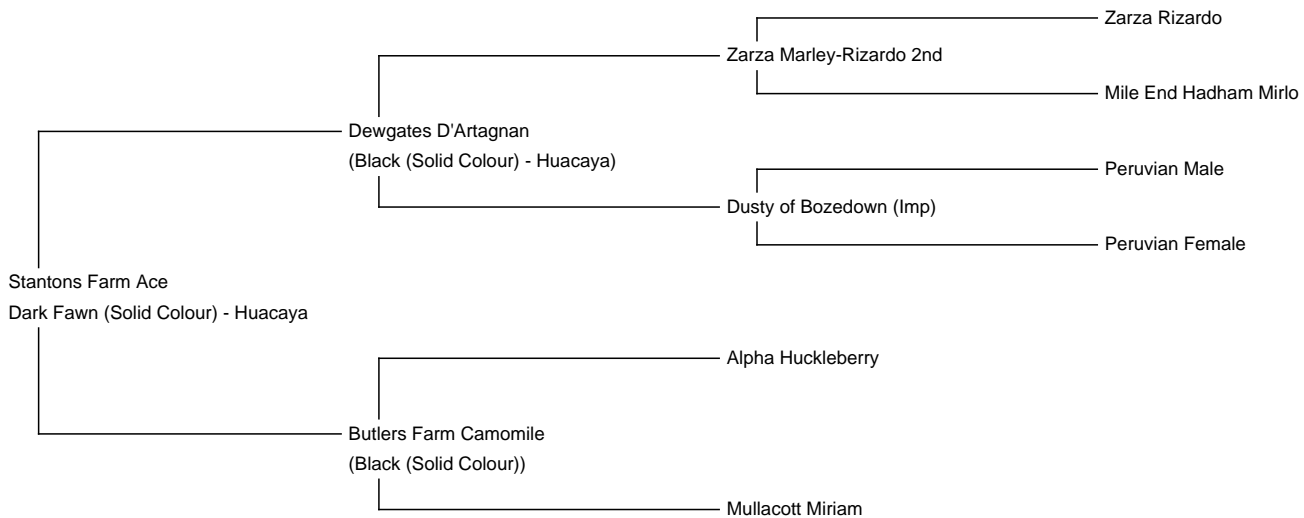 Zarza Rizardo
Zarza Marley-Rizardo 2nd
Mile End Hadham Mirlo
Dewgates D'Artagnan
(Black (Solid Colour) - Huacaya)
Peruvian Male
Dusty of Bozedown (Imp)
Peruvian Female
Stantons Farm Ace
Dark Fawn (Solid Colour) - Huacaya
Alpha Huckleberry
Butlers Farm Camomile
(Black (Solid Colour))
Mullacott Miriam